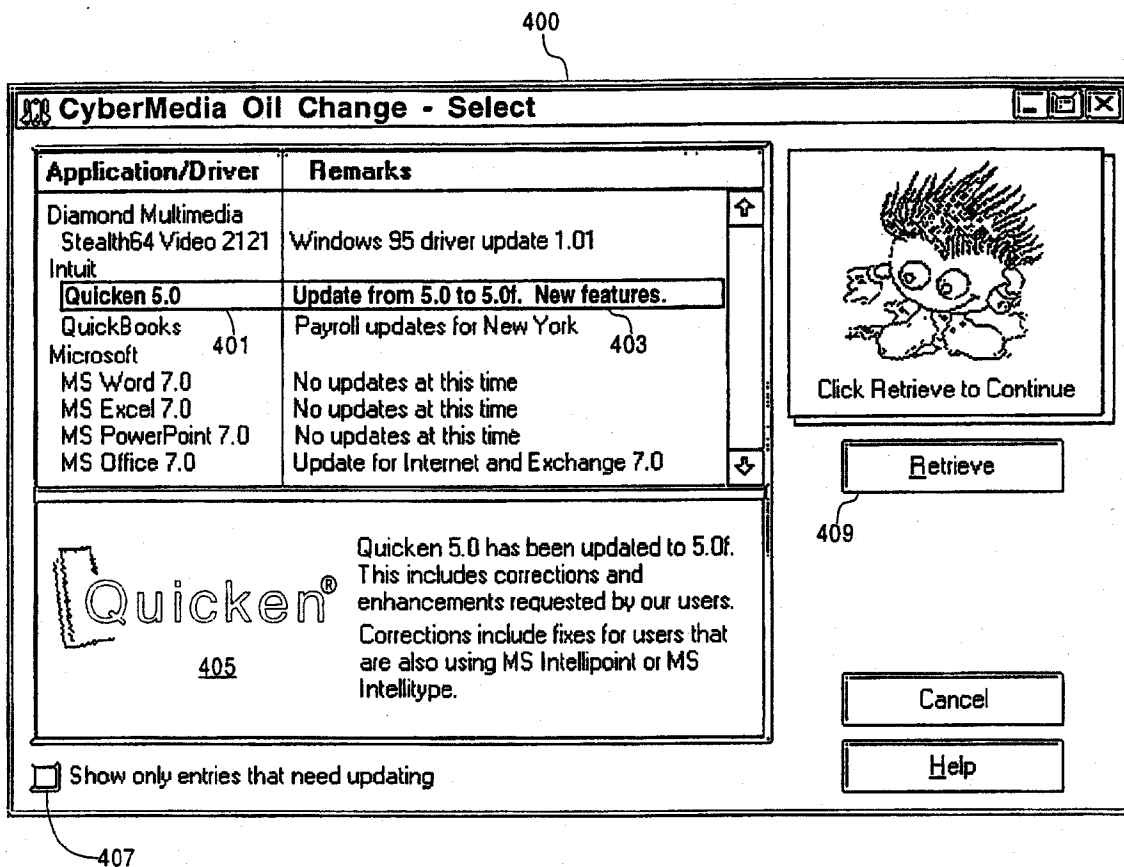 400
CyberMedia Oil Change - Select
Application/Driver Remarks
Diamond Multimedia
Stealth64 Video 2121 Windows 95 driver update 1.01
Intuit
Quicken 5.0 Update from 5.0 to 5.0f. New features.
QuickBooks Payroll updates for New York
401 403
Microsoft
MS Word 7.0 No updates at this time
MS Excel 7.0 No updates at this time
MS PowerPoint 7.0 No updates at this time
MS Office 7.0 Update for Internet and Exchange 7.0
Click Retrieve to Continue
Retrieve
409
Quicken®
405
Quicken 5.0 has been updated to 5.0f.
This includes corrections and
enhancements requested by our users.
Corrections include fixes for users that
are also using MS Intellipoint or MS
Intellitype.
Cancel
Help
Show only entries that need updating
407